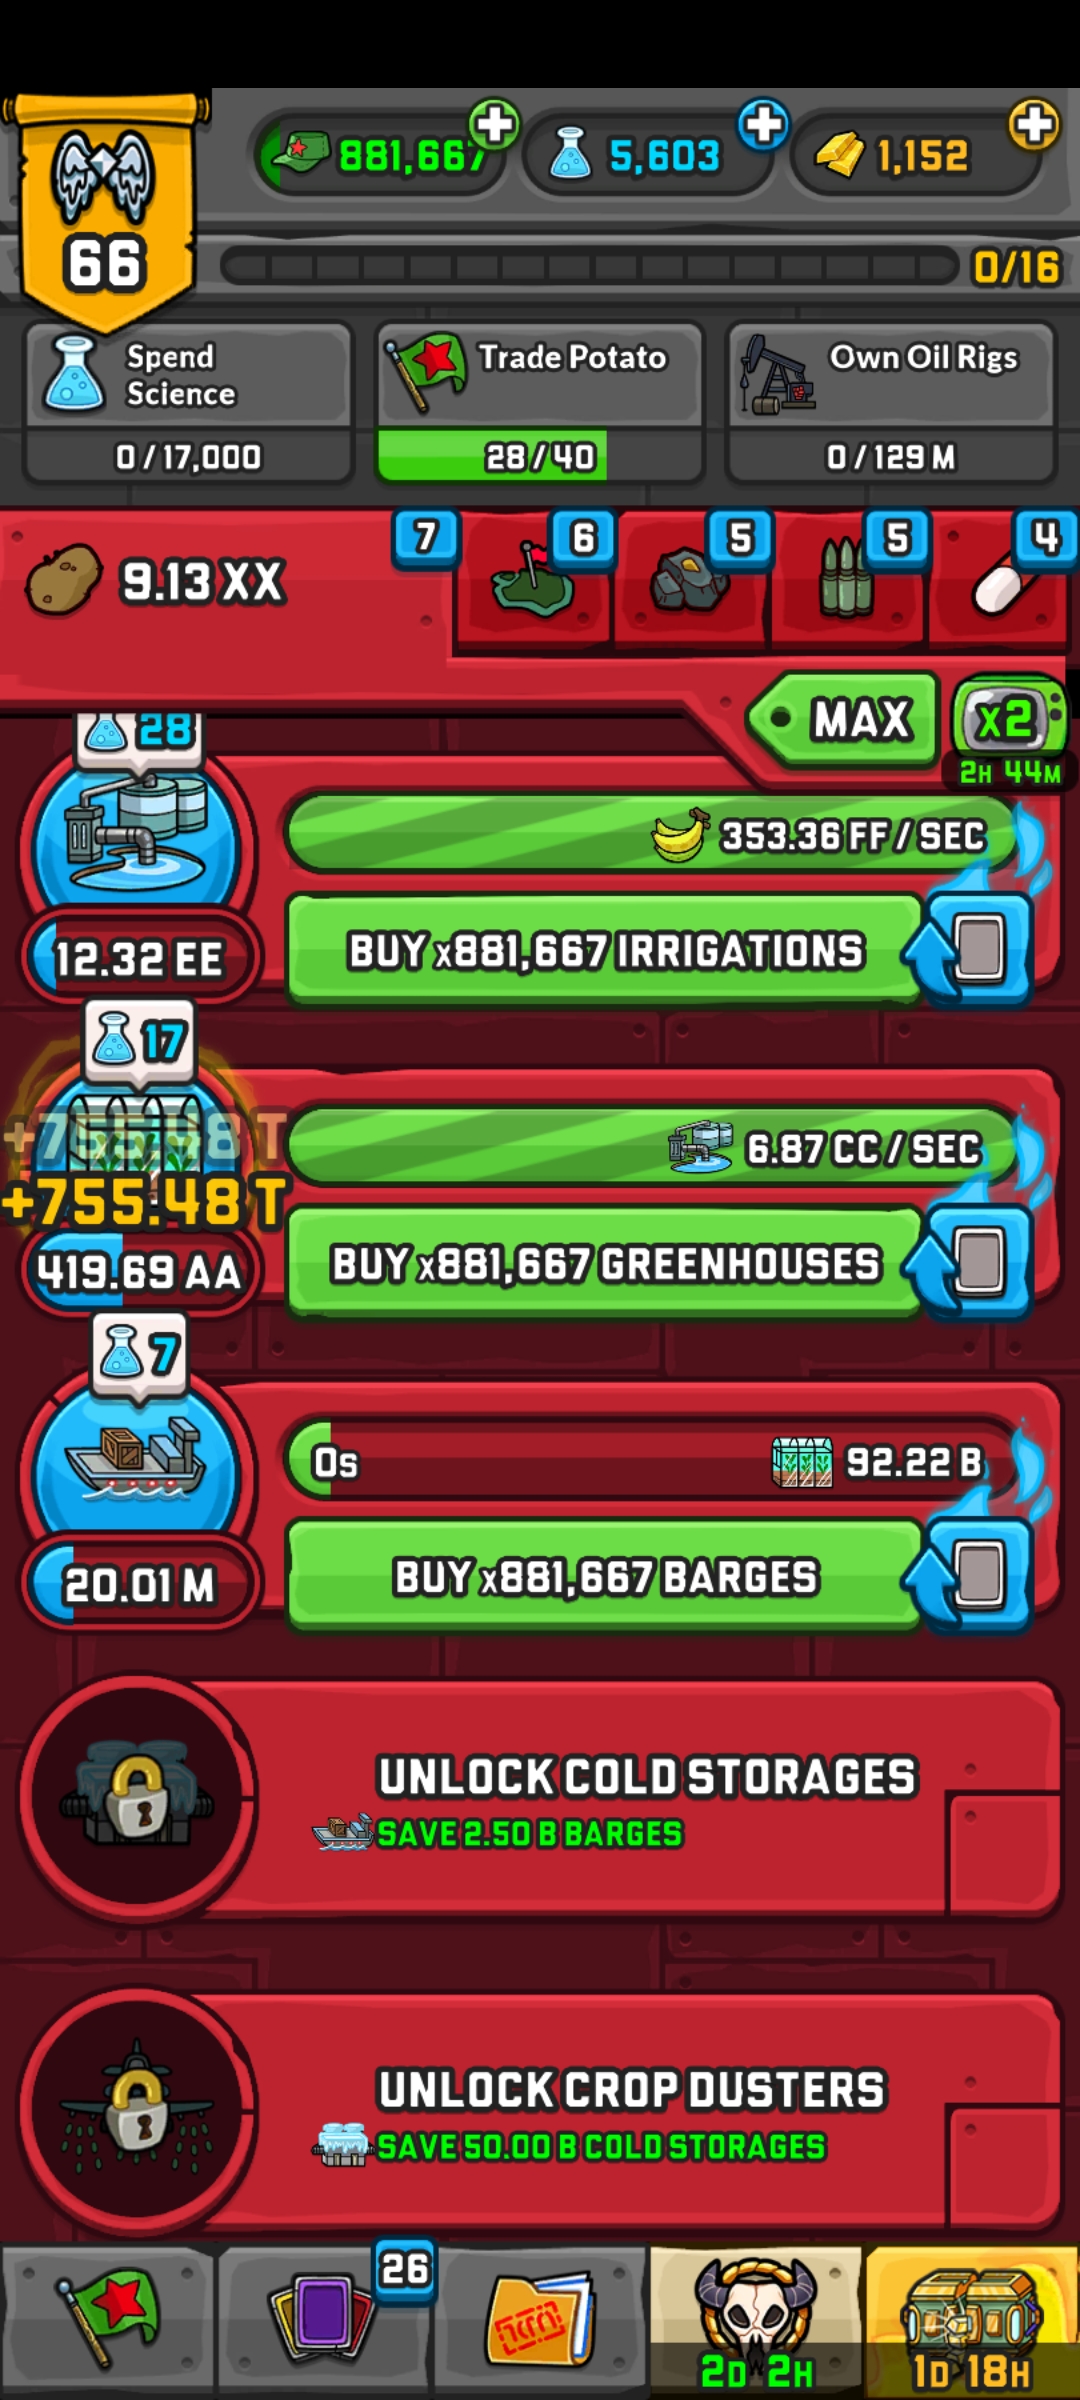 881,667
5,603
1,152
66
0/16
Spend
Science
0/17,000
Trade Potato
28/40
Own Oil Rigs
0/129 M
9.13 XX
7
6
5
5
4
MAX
x2
2H 44M
28
353.36 FF / SEC
12.32 EE
BUY x881,667 IRRIGATIONS
17
+755.48 T
+755.48 T
6.87 CC / SEC
419.69 AA
BUY x881,667 GREENHOUSES
7
0s
92.22 B
20.01 M
BUY x881,667 BARGES
UNLOCK COLD STORAGES
SAVE 2.50 B BARGES
UNLOCK CROP DUSTERS
SAVE 50.00 B COLD STORAGES
26
2D 2H
1D 18H